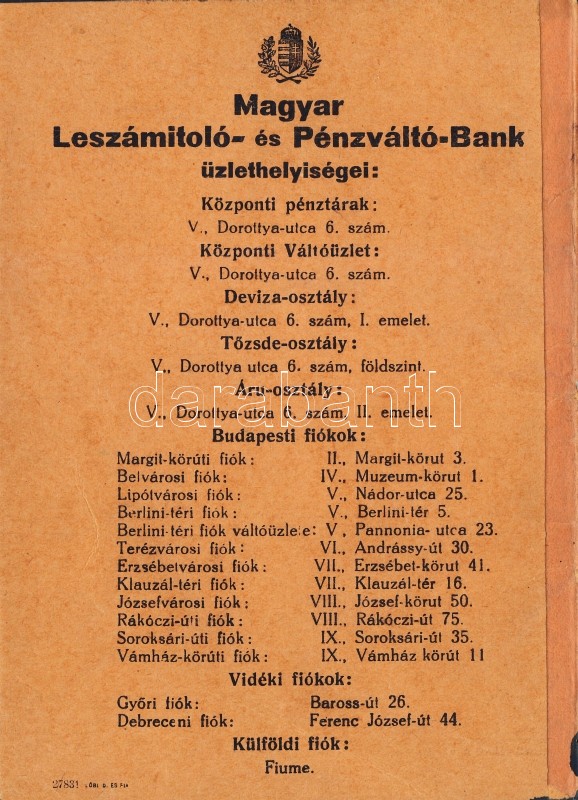 Magyar
Leszámitoló- és Pénzváltó-Bank
üzlethelyiségei:
Központi pénztárak:
V., Dorottya-utca 6. szám.
Központi Váltóüzlet:
V., Dorottya-utca 6. szám.
Deviza-osztály:
V., Dorottya-utca 6. szám, I. emelet.
Tőzsde-osztály:
V., Dorottya utca 6. szám, földszint.
Áru-osztály:
darabanth
V., Dorottya-utca 6. szám, II. emelet.
Budapesti fiókok:
Margit-körúti fiók: II., Margit-körut 3.
Belvárosi fiók: IV., Muzeum-körut 1.
Lipótvárosi fiók: V., Nádor-utca 25.
Berlini-téri fiók: V., Berlini-tér 5.
Berlini-téri fiók váltóüzlete: V., Pannonia- utca 23.
Terézvárosi fiók: VI., Andrássy-út 30.
Erzsébetvárosi fiók: VII., Erzsébet-körut 41.
Klauzál-téri fiók: VII., Klauzál-tér 16.
Józsefvárosi fiók: VIII., József-körut 50.
Rákóczi-úti fiók: VIII., Rákóczi-út 75.
Soroksári-úti fiók: IX., Soroksári-út 35.
Vámház-körúti fiók: IX., Vámház körút 11
Vidéki fiókok:
Győri fiók: Baross-út 26.
Debreceni fiók: Ferenc József-út 44.
Külföldi fiók:
Fiume.
27831